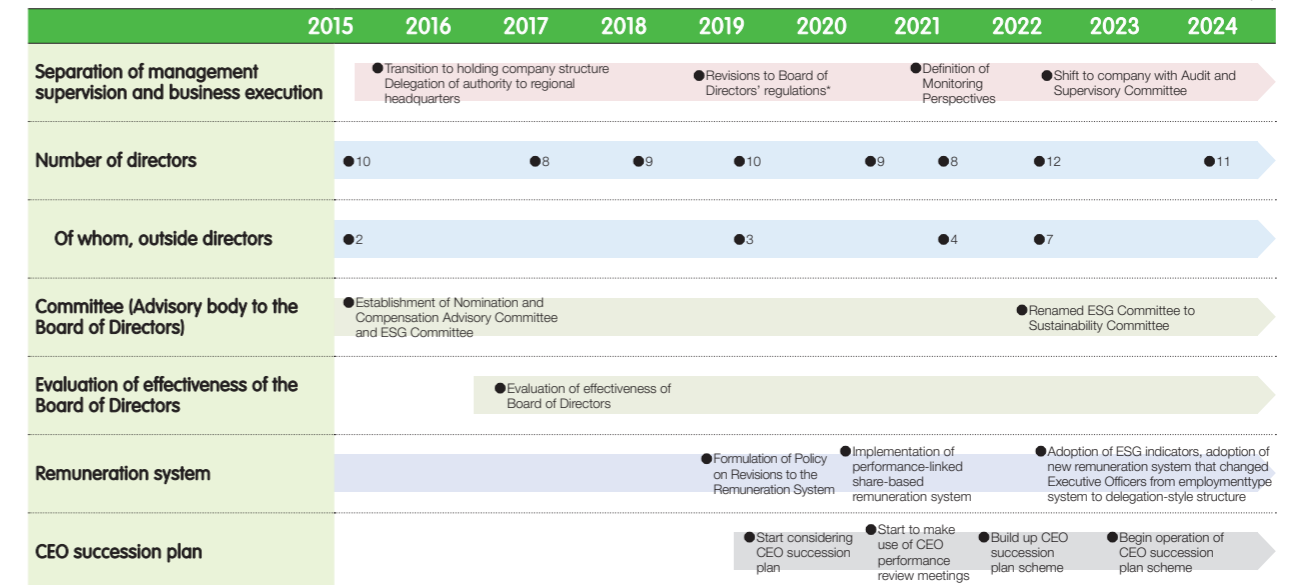 2015 2016 2017 2018 2019 2020 2021 2022 2023 2024
Separation of management
supervision and business execution
●Transition to holding company structure
Delegation of authority to regional
headquarters
●Revisions to Board of
Directors’ regulations*
●Definition of
Monitoring
Perspectives
●Shift to company with Audit and
Supervisory Committee
Number of directors
●10 ●8 ●9 ●10 ●9 ●8 ●12 ●11
Of whom, outside directors
●2 ●3 ●4 ●7
Committee (Advisory body to the
Board of Directors)
●Establishment of Nomination and
Compensation Advisory Committee
and ESG Committee
●Renamed ESG Committee to
Sustainability Committee
Evaluation of effectiveness of the
Board of Directors
●Evaluation of effectiveness of
Board of Directors
Remuneration system
●Formulation of Policy
on Revisions to the
Remuneration System
●Implementation of
performance-linked
share-based
remuneration system
●Adoption of ESG indicators, adoption of
new remuneration system that changed
Executive Officers from employmenttype
system to delegation-style structure
CEO succession plan
●Start considering
CEO succession
plan
●Start to make
use of CEO
performance
review meetings
●Build up CEO
succession
plan scheme
●Begin operation of
CEO succession
plan scheme